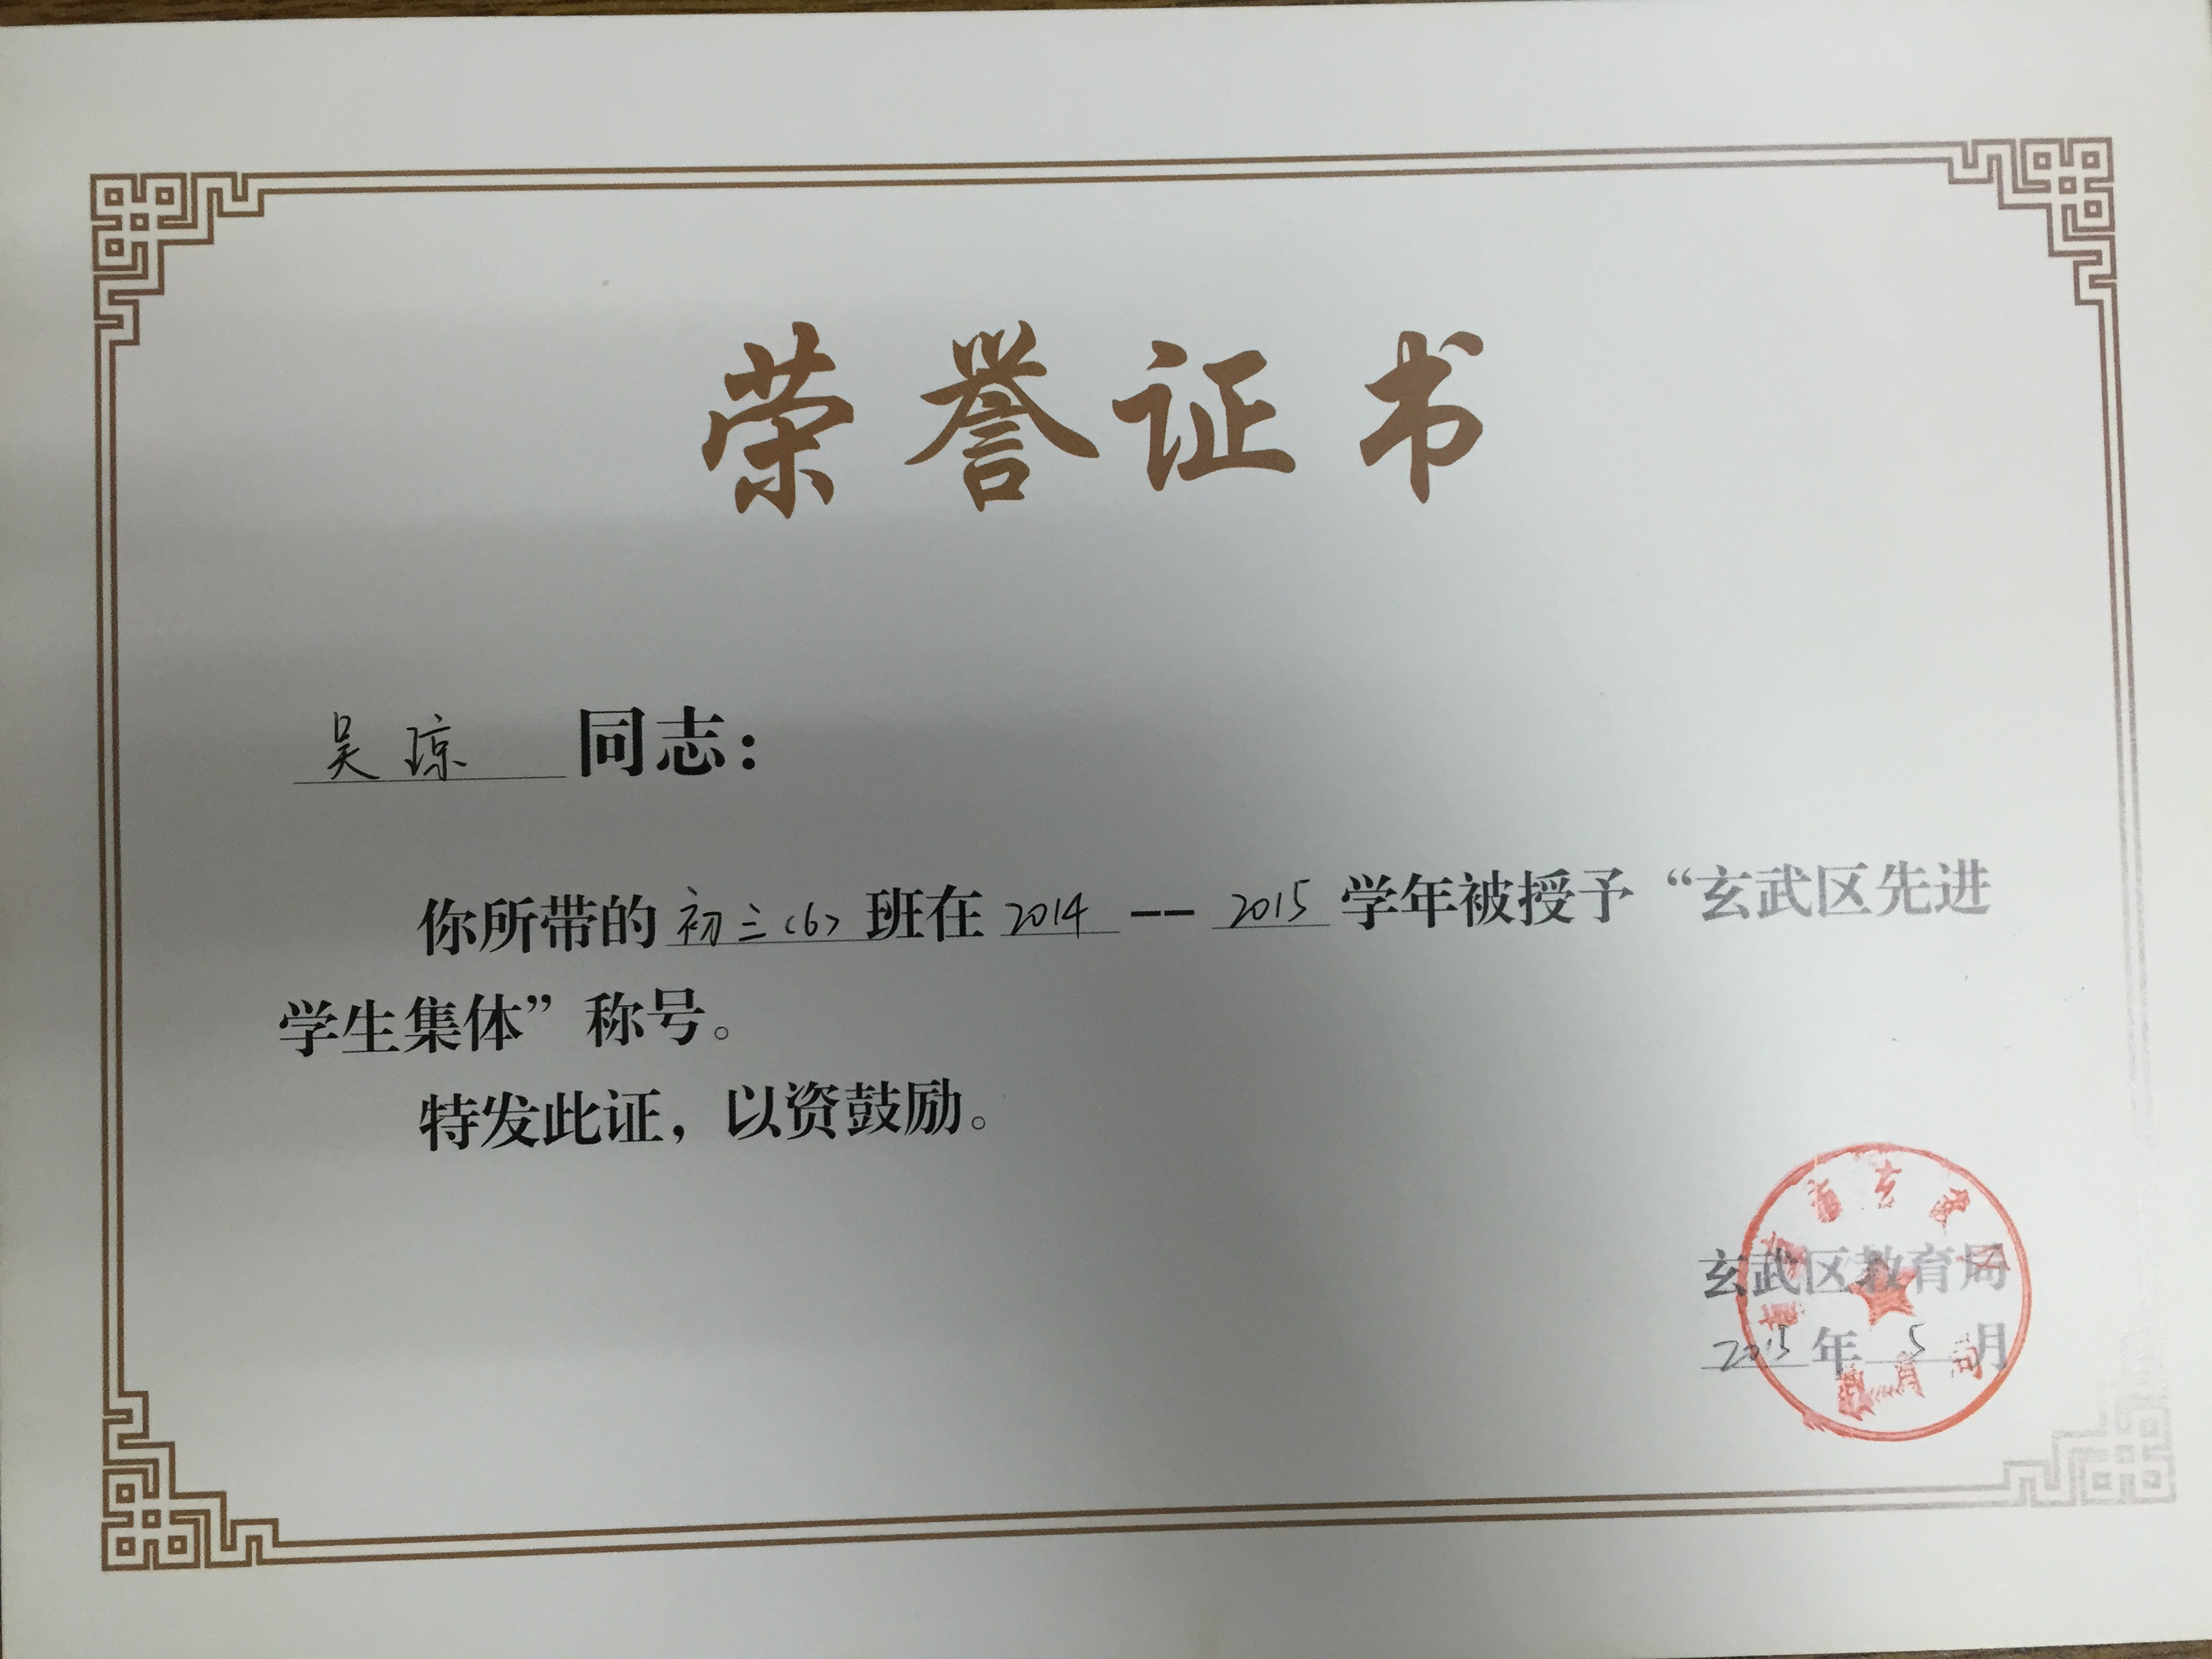 荣誉证书
吴琼 同志：
你所带的初三(6)班在2014--2015学年被授予“玄武区先进
学生集体”称号。
特发此证，以资鼓励。
玄武区教育局
2015年5月